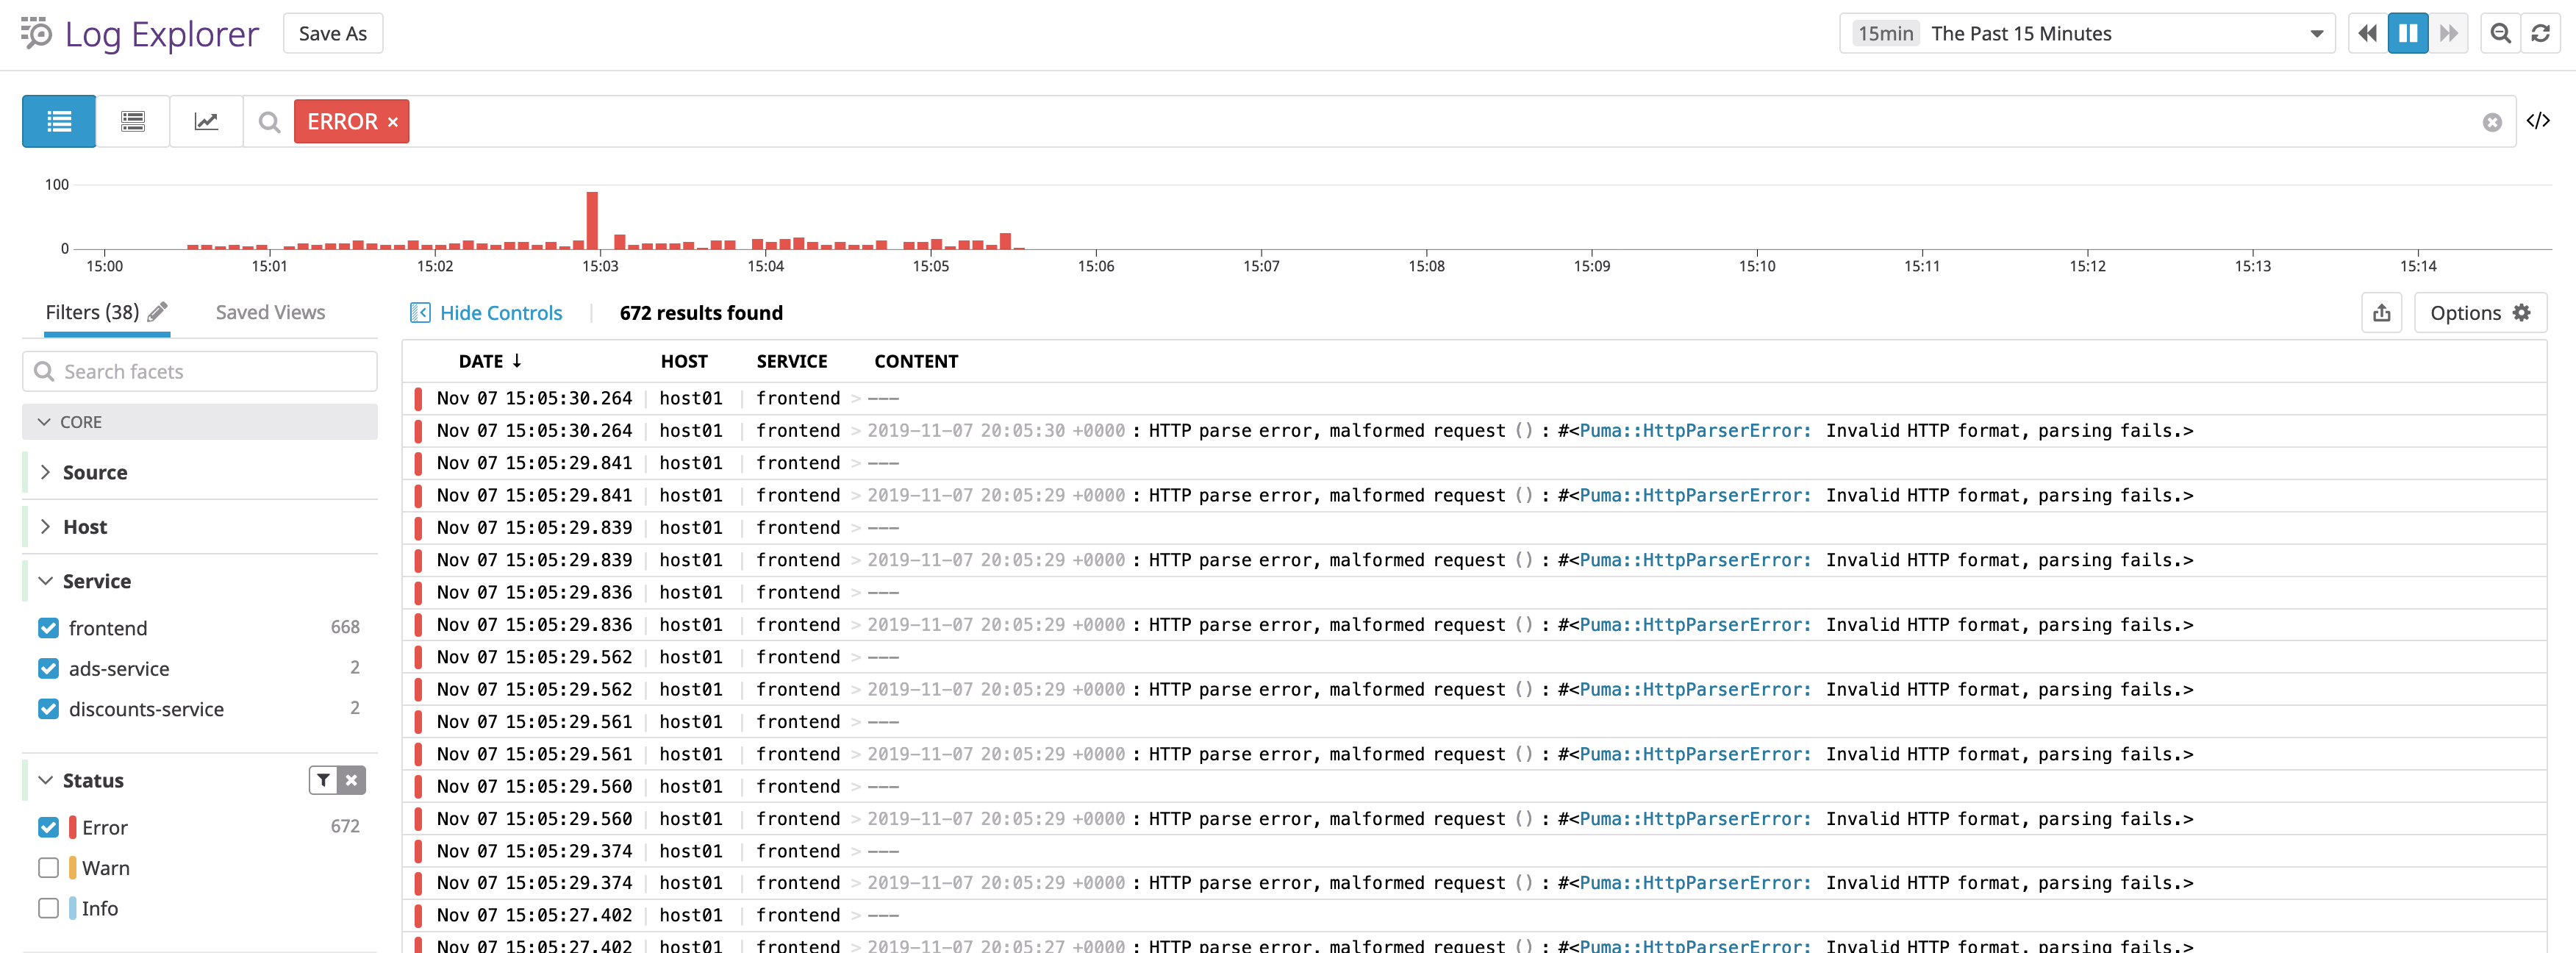 Log Explorer Save As 15min The Past 15 Minutes
ERROR × </>
100
0
15:00 15:01 15:02 15:03 15:04 15:05 15:06 15:07 15:08 15:09 15:10 15:11 15:12 15:13 15:14
Filters (38) Saved Views Hide Controls 672 results found Options
Search facets
CORE
Source
Host
Service
frontend 668
ads-service 2
discounts-service 2
Status
Error 672
Warn
Info
DATE ↓ HOST SERVICE CONTENT
Nov 07 15:05:30.264 host01 frontend > ---
Nov 07 15:05:30.264 host01 frontend > 2019-11-07 20:05:30 +0000 : HTTP parse error, malformed request () : #<Puma::HttpParserError: Invalid HTTP format, parsing fails.>
Nov 07 15:05:29.841 host01 frontend > ---
Nov 07 15:05:29.841 host01 frontend > 2019-11-07 20:05:29 +0000 : HTTP parse error, malformed request () : #<Puma::HttpParserError: Invalid HTTP format, parsing fails.>
Nov 07 15:05:29.839 host01 frontend > ---
Nov 07 15:05:29.839 host01 frontend > 2019-11-07 20:05:29 +0000 : HTTP parse error, malformed request () : #<Puma::HttpParserError: Invalid HTTP format, parsing fails.>
Nov 07 15:05:29.836 host01 frontend > ---
Nov 07 15:05:29.836 host01 frontend > 2019-11-07 20:05:29 +0000 : HTTP parse error, malformed request () : #<Puma::HttpParserError: Invalid HTTP format, parsing fails.>
Nov 07 15:05:29.562 host01 frontend > ---
Nov 07 15:05:29.562 host01 frontend > 2019-11-07 20:05:29 +0000 : HTTP parse error, malformed request () : #<Puma::HttpParserError: Invalid HTTP format, parsing fails.>
Nov 07 15:05:29.561 host01 frontend > ---
Nov 07 15:05:29.561 host01 frontend > 2019-11-07 20:05:29 +0000 : HTTP parse error, malformed request () : #<Puma::HttpParserError: Invalid HTTP format, parsing fails.>
Nov 07 15:05:29.560 host01 frontend > ---
Nov 07 15:05:29.560 host01 frontend > 2019-11-07 20:05:29 +0000 : HTTP parse error, malformed request () : #<Puma::HttpParserError: Invalid HTTP format, parsing fails.>
Nov 07 15:05:29.374 host01 frontend > ---
Nov 07 15:05:29.374 host01 frontend > 2019-11-07 20:05:29 +0000 : HTTP parse error, malformed request () : #<Puma::HttpParserError: Invalid HTTP format, parsing fails.>
Nov 07 15:05:27.402 host01 frontend > ---
Nov 07 15:05:27.402 host01 frontend > 2019-11-07 20:05:27 +0000 : HTTP parse error, malformed request () : #<Puma::HttpParserError: Invalid HTTP format, parsing fails.>